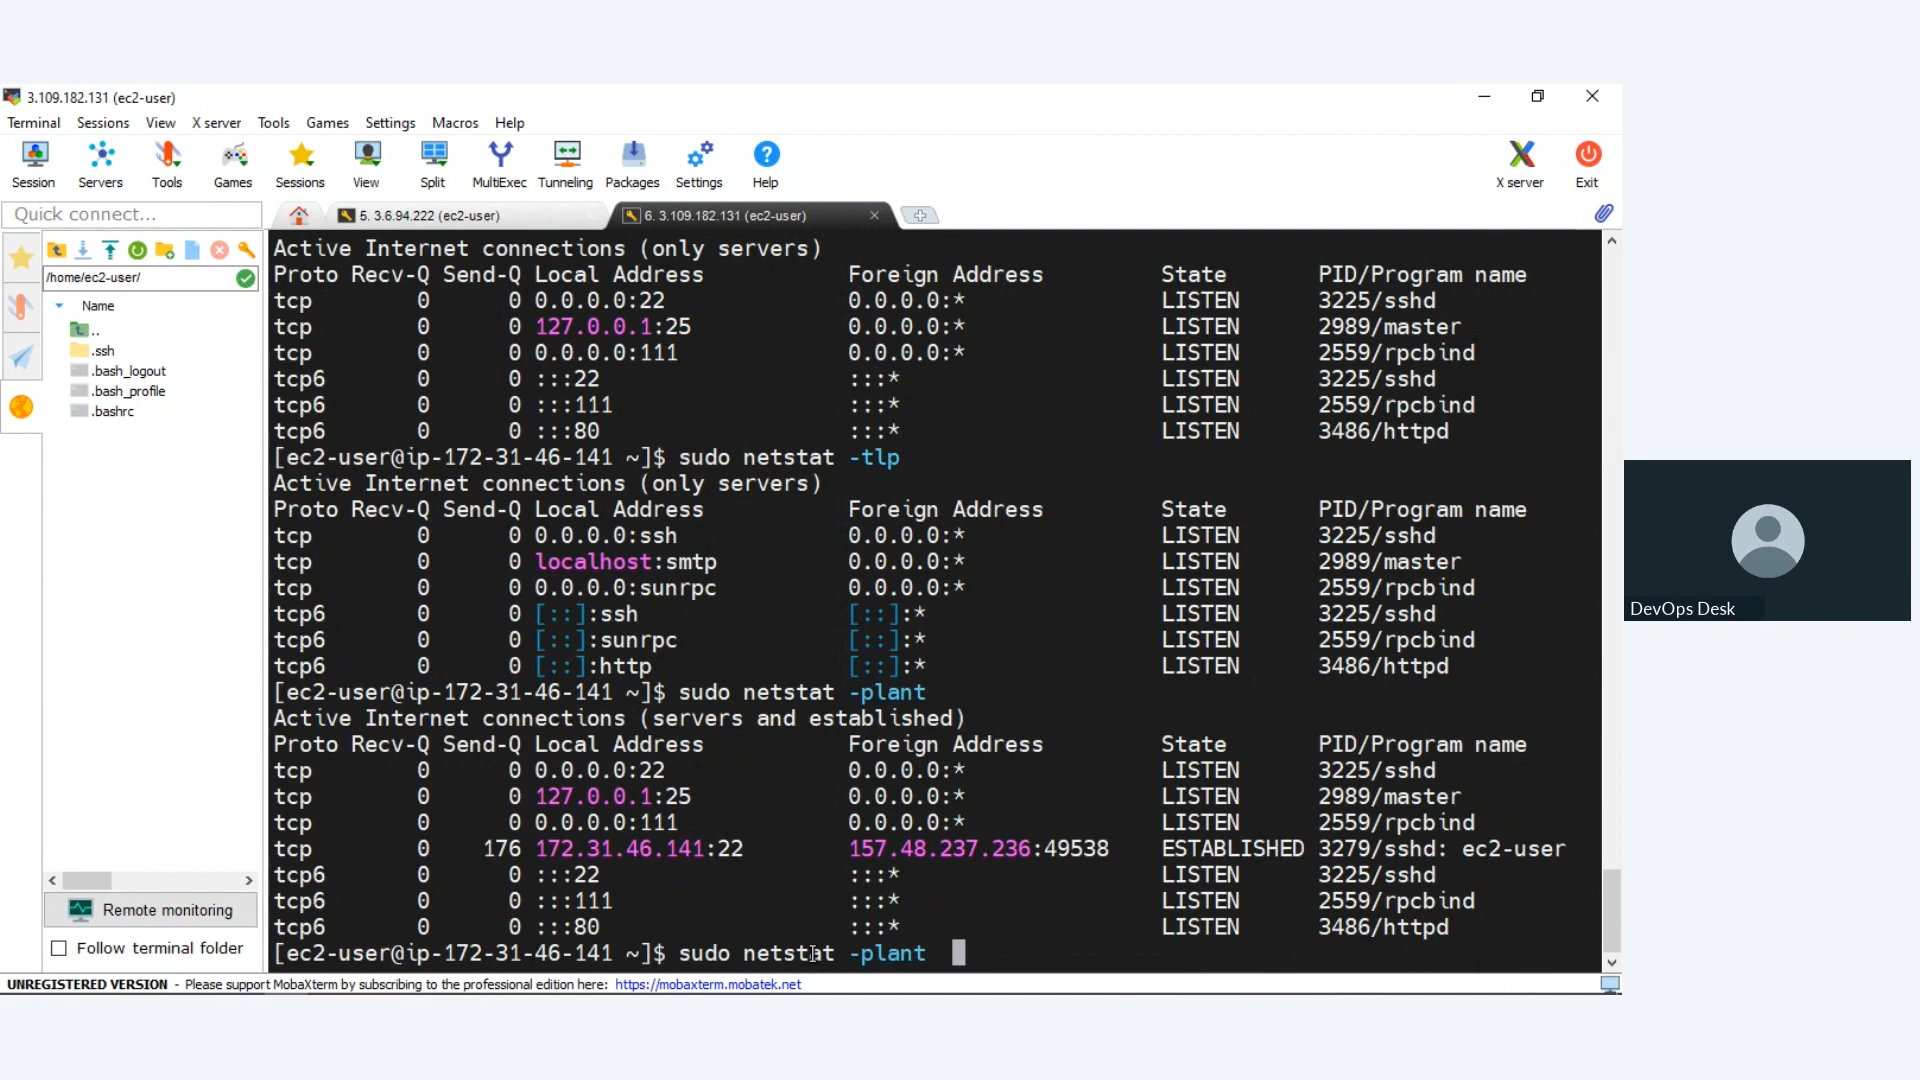 3.109.182.131 (ec2-user)
Terminal Sessions View X server Tools Games Settings Macros Help
Session Servers Tools Games Sessions View Split MultiExec Tunneling Packages Settings Help X server Exit
Quick connect...
5. 3.6.94.222 (ec2-user)
6. 3.109.182.131 (ec2-user)
/home/ec2-user/
Name
..
.ssh
.bash_logout
.bash_profile
.bashrc
Remote monitoring
Follow terminal folder
Active Internet connections (only servers)
Proto Recv-Q Send-Q Local Address Foreign Address State PID/Program name
tcp 0 0 0.0.0.0:22 0.0.0.0:* LISTEN 3225/sshd
tcp 0 0 127.0.0.1:25 0.0.0.0:* LISTEN 2989/master
tcp 0 0 0.0.0.0:111 0.0.0.0:* LISTEN 2559/rpcbind
tcp6 0 0 :::22 :::* LISTEN 3225/sshd
tcp6 0 0 :::111 :::* LISTEN 2559/rpcbind
tcp6 0 0 :::80 :::* LISTEN 3486/httpd
[ec2-user@ip-172-31-46-141 ~]$ sudo netstat -tlp
Active Internet connections (only servers)
Proto Recv-Q Send-Q Local Address Foreign Address State PID/Program name
tcp 0 0 0.0.0.0:ssh 0.0.0.0:* LISTEN 3225/sshd
tcp 0 0 localhost:smtp 0.0.0.0:* LISTEN 2989/master
tcp 0 0 0.0.0.0:sunrpc 0.0.0.0:* LISTEN 2559/rpcbind
tcp6 0 0 [::]:ssh [::]:* LISTEN 3225/sshd
tcp6 0 0 [::]:sunrpc [::]:* LISTEN 2559/rpcbind
tcp6 0 0 [::]:http [::]:* LISTEN 3486/httpd
[ec2-user@ip-172-31-46-141 ~]$ sudo netstat -plant
Active Internet connections (servers and established)
Proto Recv-Q Send-Q Local Address Foreign Address State PID/Program name
tcp 0 0 0.0.0.0:22 0.0.0.0:* LISTEN 3225/sshd
tcp 0 0 127.0.0.1:25 0.0.0.0:* LISTEN 2989/master
tcp 0 0 0.0.0.0:111 0.0.0.0:* LISTEN 2559/rpcbind
tcp 0 176 172.31.46.141:22 157.48.237.236:49538 ESTABLISHED 3279/sshd: ec2-user
tcp6 0 0 :::22 :::* LISTEN 3225/sshd
tcp6 0 0 :::111 :::* LISTEN 2559/rpcbind
tcp6 0 0 :::80 :::* LISTEN 3486/httpd
[ec2-user@ip-172-31-46-141 ~]$ sudo netstat -plant
UNREGISTERED VERSION - Please support MobaXterm by subscribing to the professional edition here: https://mobaxterm.mobatek.net
DevOps Desk